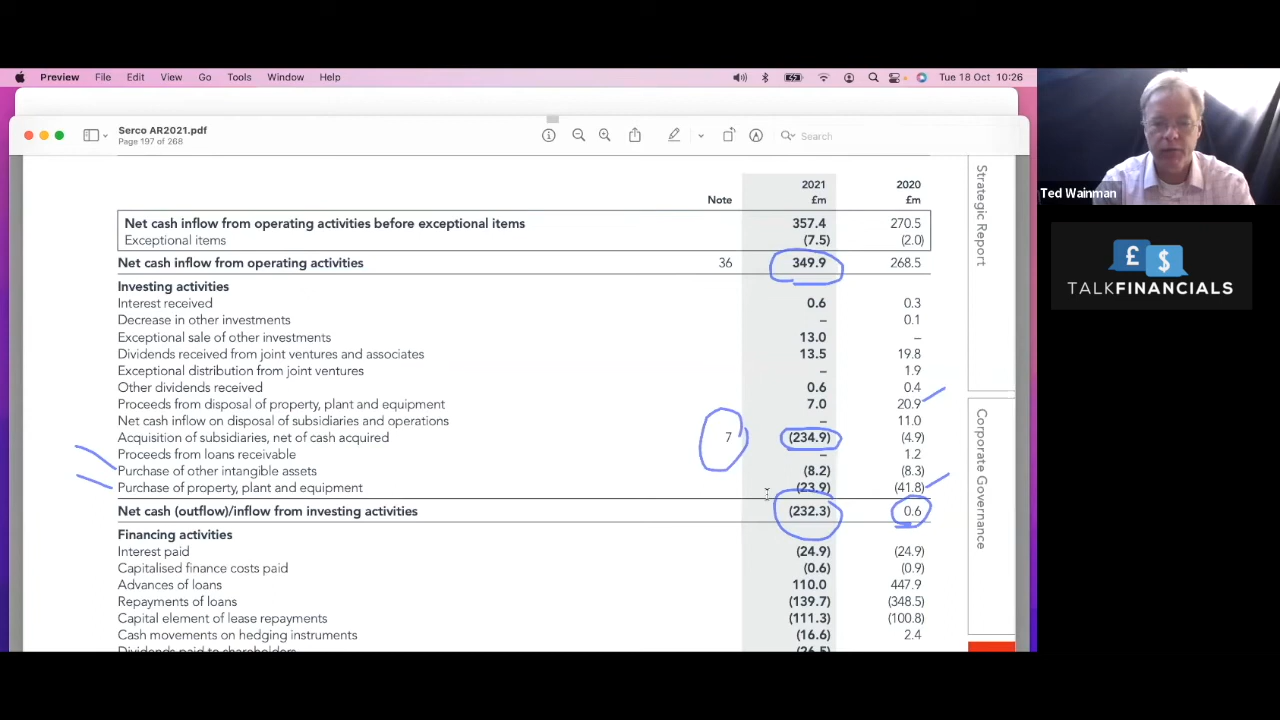 Preview File Edit View Go Tools Window Help Tue 18 Oct 10:26
Serco AR2021.pdf
Page 197 of 268
Search
2021 2020
Note £m £m
Net cash inflow from operating activities before exceptional items 357.4 270.5
Exceptional items (7.5) (2.0)
Net cash inflow from operating activities 36 349.9 268.5
Investing activities
Interest received 0.6 0.3
Decrease in other investments – 0.1
Exceptional sale of other investments 13.0 –
Dividends received from joint ventures and associates 13.5 19.8
Exceptional distribution from joint ventures – 1.9
Other dividends received 0.6 0.4
Proceeds from disposal of property, plant and equipment 7.0 20.9
Net cash inflow on disposal of subsidiaries and operations – 11.0
Acquisition of subsidiaries, net of cash acquired 7 (234.9) (4.9)
Proceeds from loans receivable – 1.2
Purchase of other intangible assets (8.2) (8.3)
Purchase of property, plant and equipment (23.9) (41.8)
Net cash (outflow)/inflow from investing activities (232.3) 0.6
Financing activities
Interest paid (24.9) (24.9)
Capitalised finance costs paid (0.6) (0.9)
Advances of loans 110.0 447.9
Repayments of loans (139.7) (348.5)
Capital element of lease repayments (111.3) (100.8)
Cash movements on hedging instruments (16.6) 2.4
Dividends paid to shareholders (26.5)
Strategic Report
Corporate Governance
Ted Wainman
£ $
TALKFINANCIALS